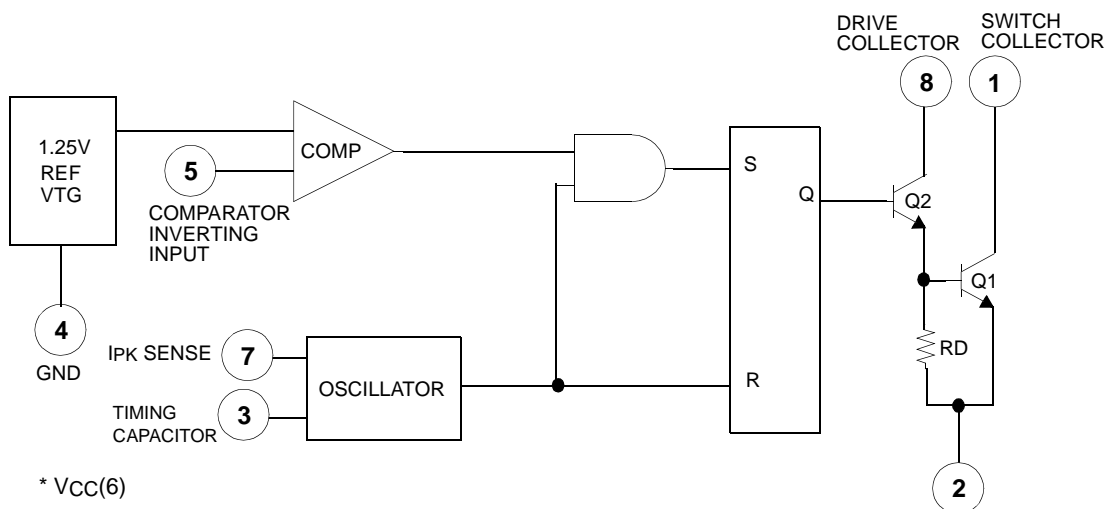 DRIVE
COLLECTOR
SWITCH
COLLECTOR
8
1
1.25V
REF
VTG
COMP
5
COMPARATOR
INVERTING
INPUT
S
Q
Q2
Q1
4
GND
IPK SENSE
7
OSCILLATOR
R
RD
TIMING
CAPACITOR
3
* VCC(6)
2